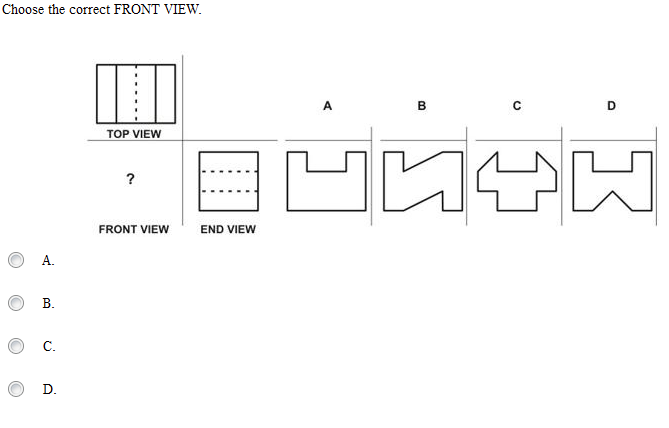 Choose the correct FRONT VIEW.
A B C D
TOP VIEW
?
FRONT VIEW END VIEW
A.
B.
C.
D.